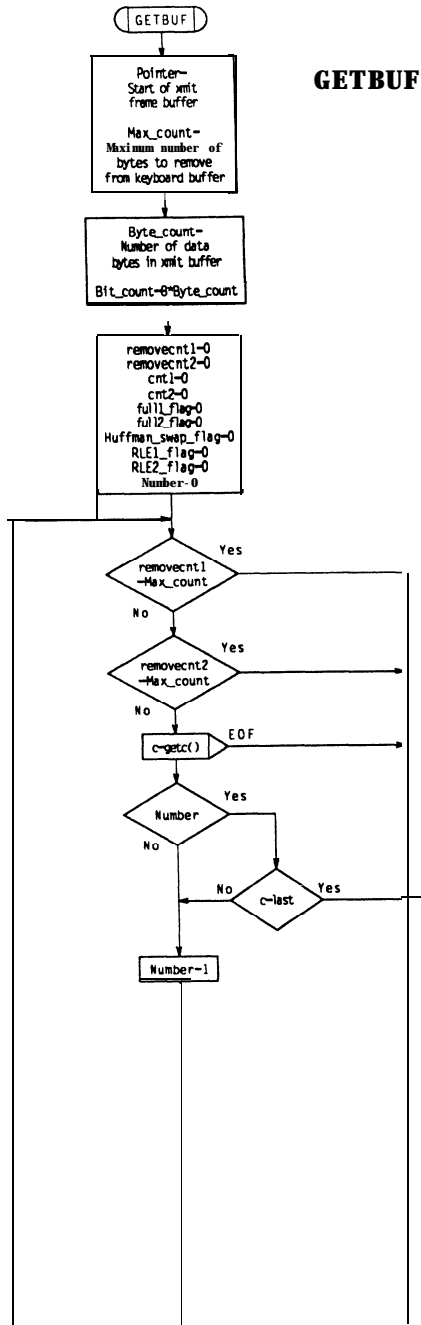 GETBUF
GETBUF
Pointer-
Start of xmit
frame buffer
Max_count-
Maximum number of
bytes to remove
from keyboard buffer
Byte_count-
Number of data
bytes in xmit buffer
Bit_count-8*Byte_count
removecnt1-0
removecnt2-0
cnt1-0
cnt2-0
full1_flag-0
full2_flag-0
Huffman_swap_flag-0
RLE1_flag-0
RLE2_flag-0
Number-0
Yes
removecnt1
-Max_count
No
Yes
removecnt2
-Max_count
No
c-getc()
EOF
Yes
Number
No
No
Yes
c-last
Number-1